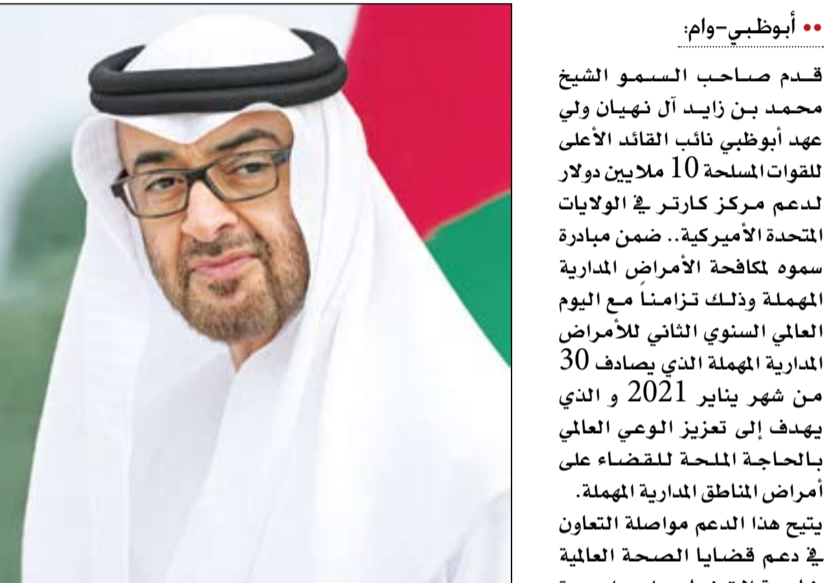 •• أبوظبي-وام:
قدم صاحب السمو الشيخ
محمد بن زايد آل نهيان ولي
عهد أبوظبي نائب القائد الأعلى
للقوات المسلحة 10 ملايين دولار
لدعم مركز كارتر في الولايات
المتحدة الأميركية.. ضمن مبادرة
سموه لمكافحة الأمراض المدارية
المهملة وذلك تزامناً مع اليوم
العالمي السنوي الثاني للأمراض
المدارية المهملة الذي يصادف 30
من شهر يناير 2021 و الذي
يهدف إلى تعزيز الوعي العالمي
بالحاجة الملحة للقضاء على
أمراض المناطق المدارية المهملة.
يتيح هذا الدعم مواصلة التعاون
في دعم قضايا الصحة العالمية